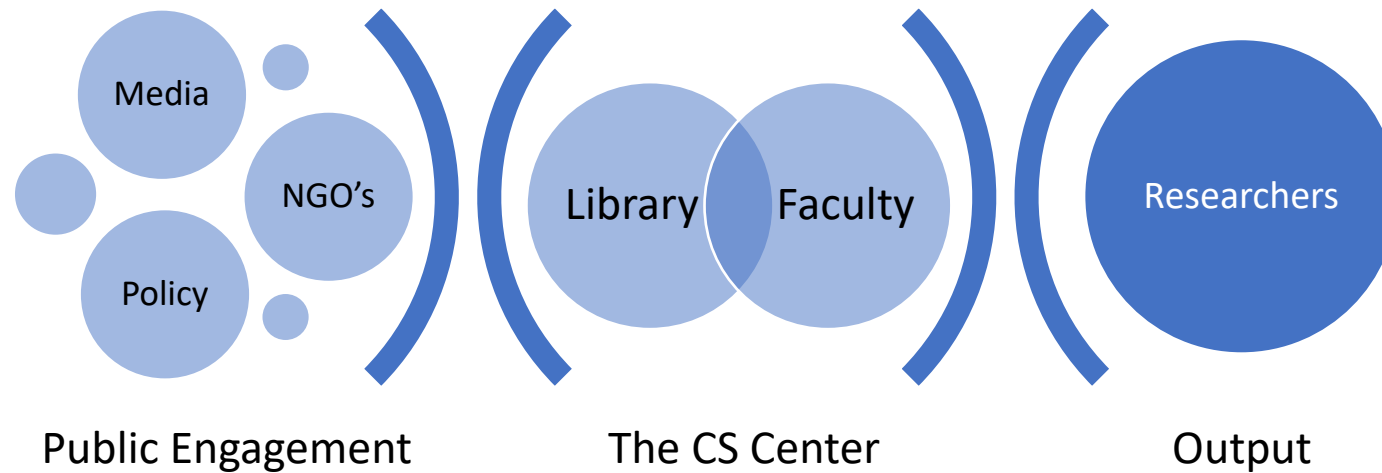 Media
NGO's
Policy
Library
Faculty
Researchers
Public Engagement
The CS Center
Output